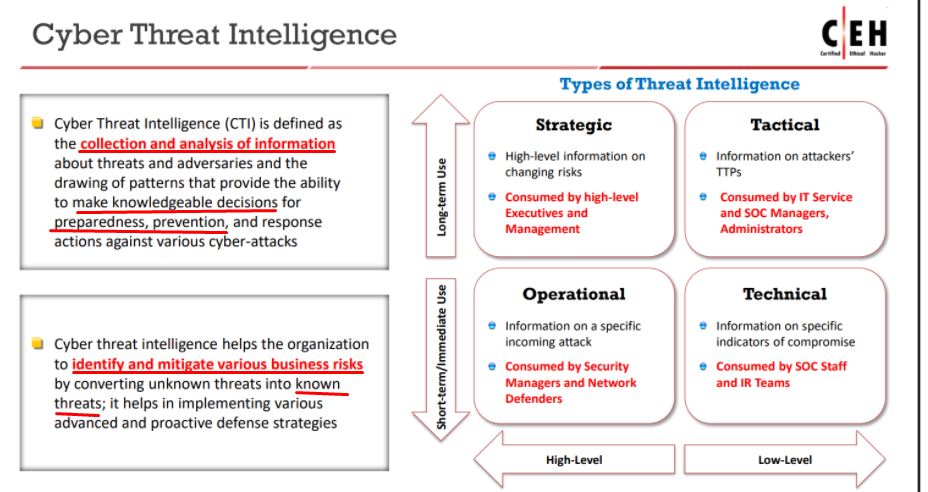 Cyber Threat Intelligence
C|EH
Certified Ethical Hacker
Cyber Threat Intelligence (CTI) is defined as
the collection and analysis of information
about threats and adversaries and the
drawing of patterns that provide the ability
to make knowledgeable decisions for
preparedness, prevention, and response
actions against various cyber-attacks
Cyber threat intelligence helps the organization
to identify and mitigate various business risks
by converting unknown threats into known
threats; it helps in implementing various
advanced and proactive defense strategies
Types of Threat Intelligence
Long-term Use
Strategic
High-level information on
changing risks
Consumed by high-level
Executives and
Management
Tactical
Information on attackers'
TTPs
Consumed by IT Service
and SOC Managers,
Administrators
Short-term/Immediate Use
Operational
Information on a specific
incoming attack
Consumed by Security
Managers and Network
Defenders
Technical
Information on specific
indicators of compromise
Consumed by SOC Staff
and IR Teams
High-Level
Low-Level